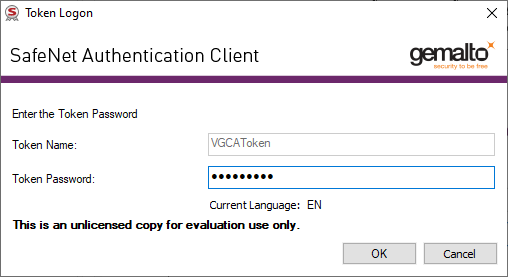 Token Logon
SafeNet Authentication Client
gemalto
security to be free
Enter the Token Password
Token Name:
VGCAToken
Token Password:
●●●●●●●●●
Current Language: EN
This is an unlicensed copy for evaluation use only.
OK
Cancel